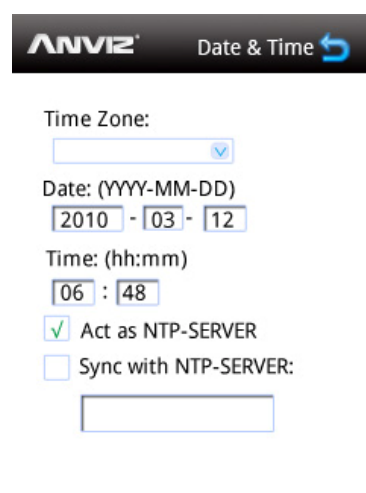 ANVIZ Date & Time
Time Zone:
Date: (YYYY-MM-DD)
2010 - 03 - 12
Time: (hh:mm)
06 : 48
√ Act as NTP-SERVER
Sync with NTP-SERVER: